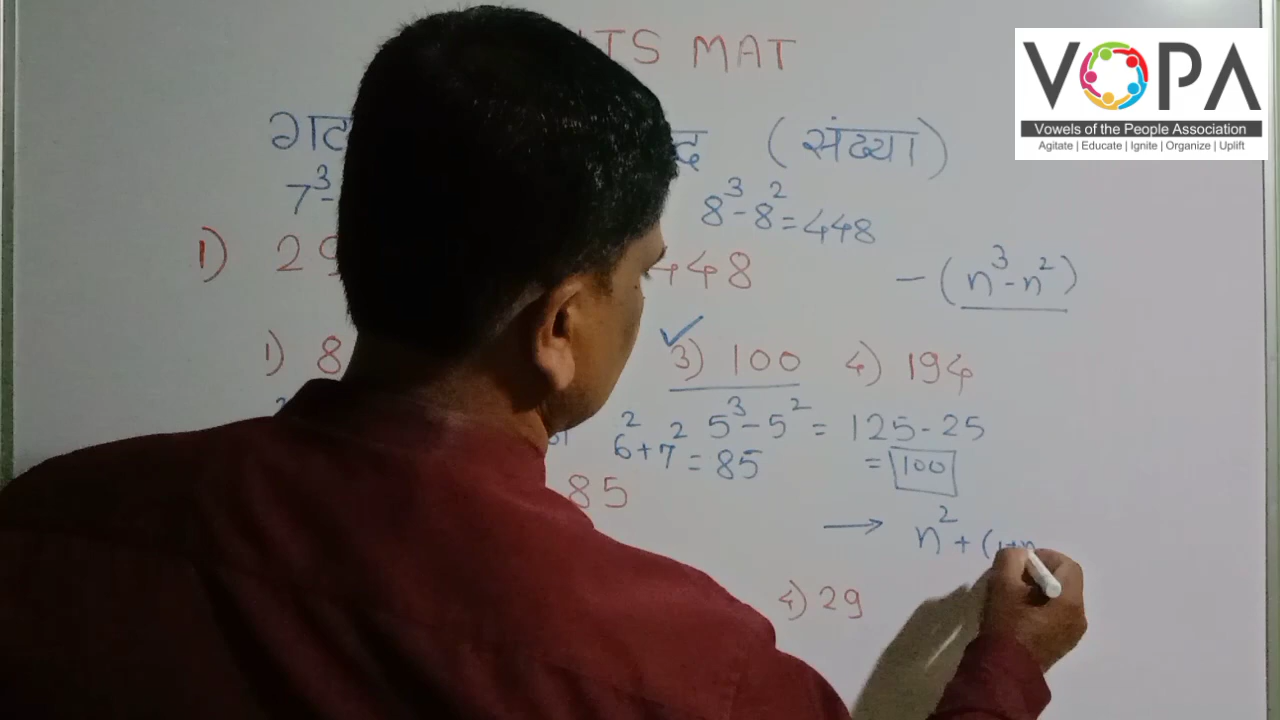 NTS MAT
VOPA
Vowels of the People Association
Agitate | Educate | Ignite | Organize | Uplift
(संख्या)
7³- 8³-8²=448
1) 29 448 - (n³-n²)
1) 8 3) 100 4) 194
6²+7²=85 5³-5² = 125-25
= 100
85
→ n²+(1+n
4) 29